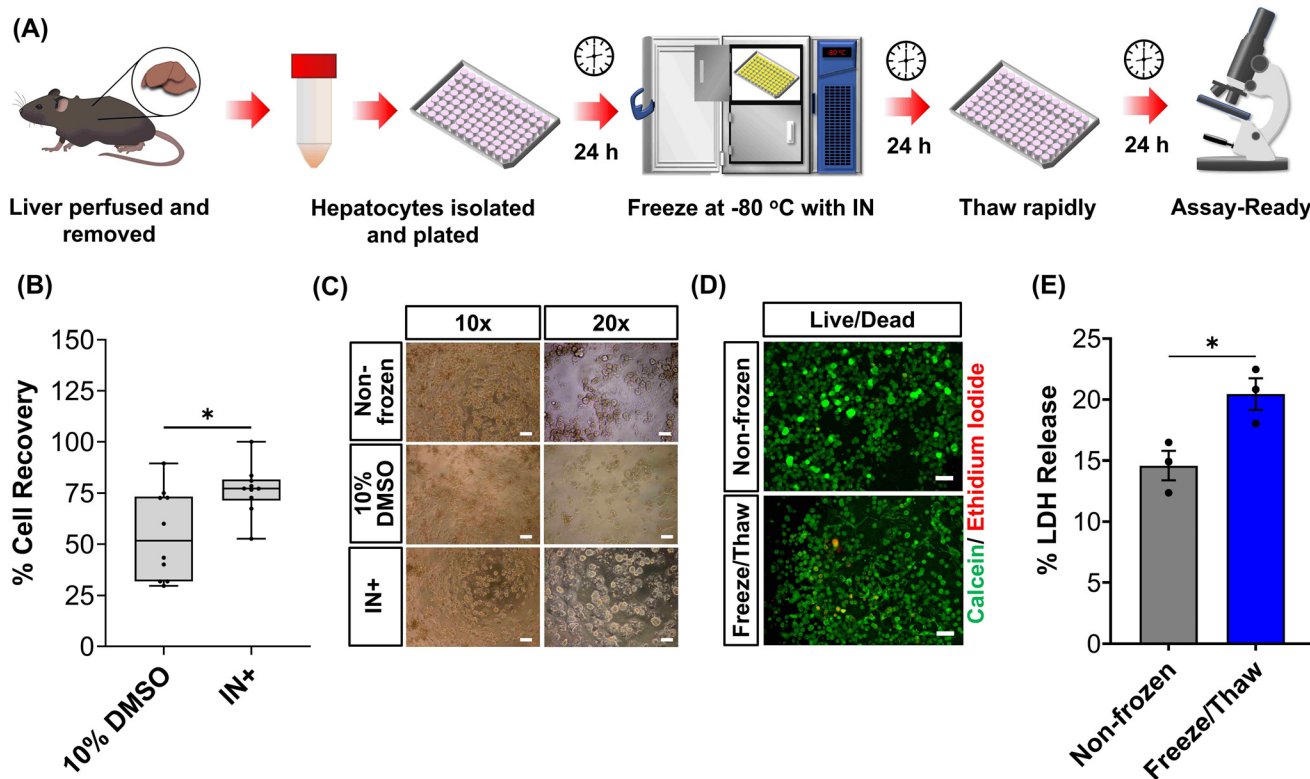 (A)
-80 °C
24 h
24 h
24 h
Liver perfused and
removed
Hepatocytes isolated
and plated
Freeze at -80 °C with IN
Thaw rapidly
Assay-Ready
(B)
% Cell Recovery
150
125
100
75
50
25
0
*
10% DMSO
IN+
(C)
10x
20x
Non-
frozen
10%
DMSO
IN+
(D)
Live/Dead
Non-frozen
Freeze/Thaw
Calcein/ Ethidium Iodide
(E)
% LDH Release
25
20
15
10
5
0
*
Non-frozen
Freeze/Thaw